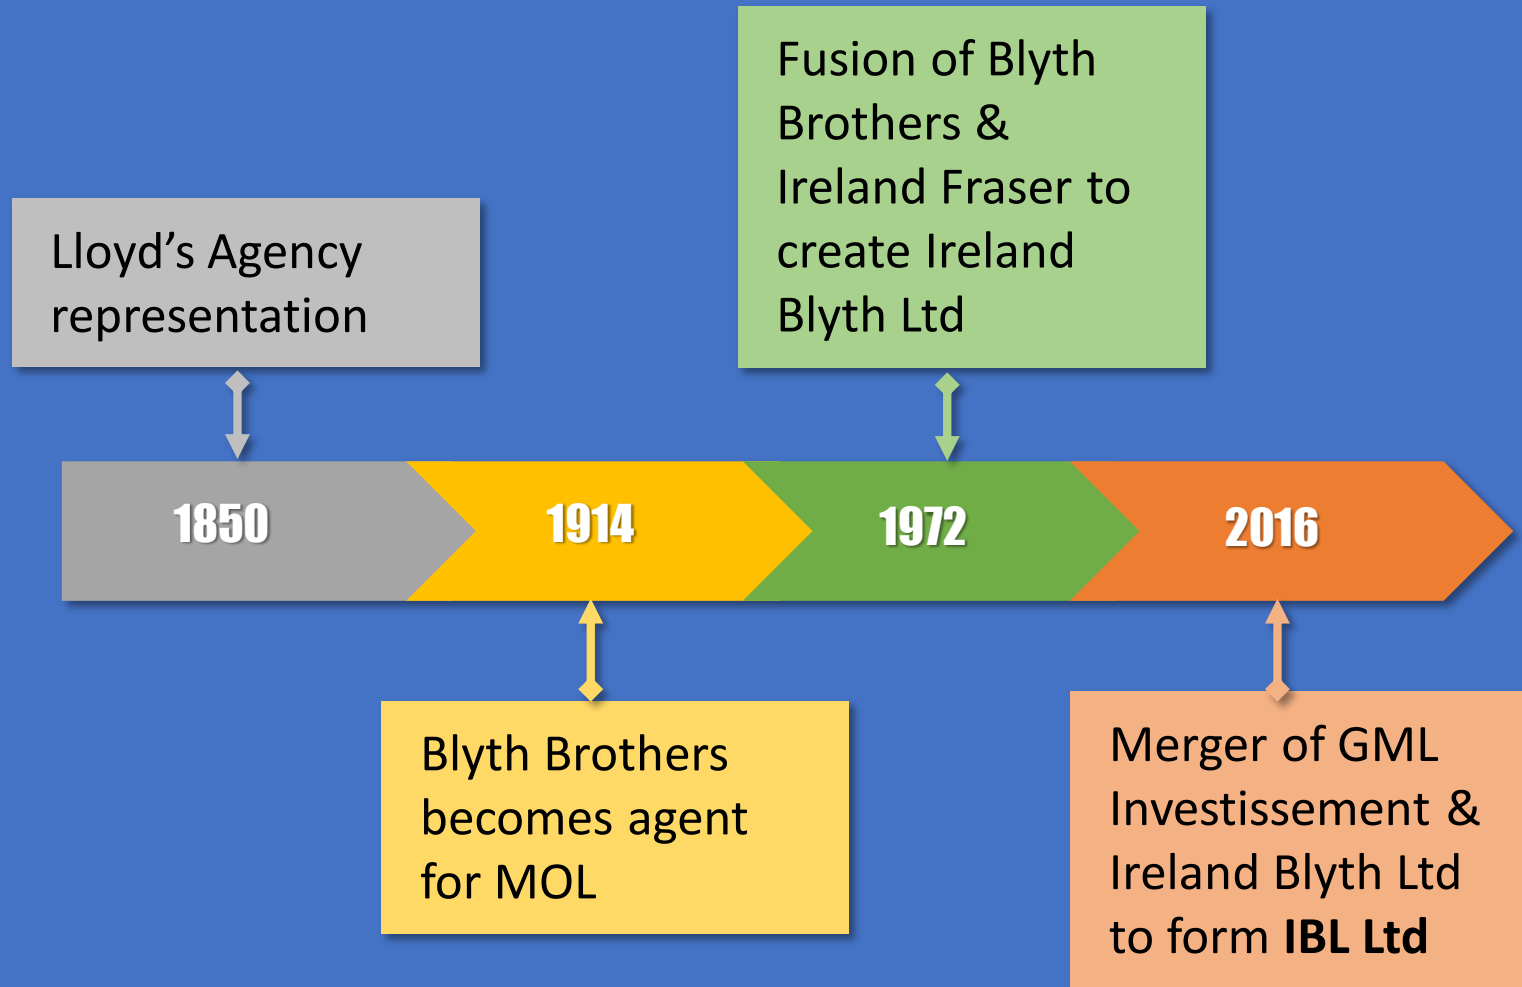 Lloyd’s Agency
representation
Fusion of Blyth
Brothers &
Ireland Fraser to
create Ireland
Blyth Ltd
1850
1914
1972
2016
Blyth Brothers
becomes agent
for MOL
Merger of GML
Investissement &
Ireland Blyth Ltd
to form IBL Ltd